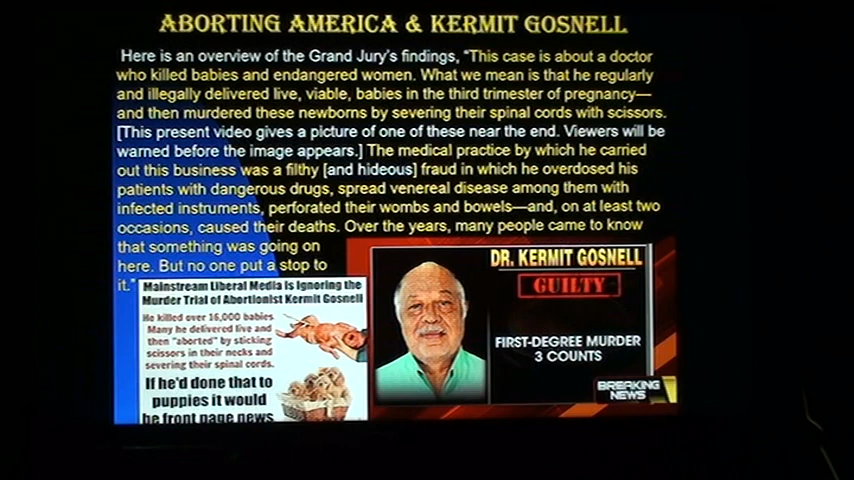 ABORTING AMERICA & KERMIT GOSNELL
Here is an overview of the Grand Jury's findings, "This case is about a doctor
who killed babies and endangered women. What we mean is that he regularly
and illegally delivered live, viable, babies in the third trimester of pregnancy—
and then murdered these newborns by severing their spinal cords with scissors.
[This present video gives a picture of one of these near the end. Viewers will be
warned before the image appears.] The medical practice by which he carried
out this business was a filthy [and hideous] fraud in which he overdosed his
patients with dangerous drugs, spread venereal disease among them with
infected instruments, perforated their wombs and bowels—and, on at least two
occasions, caused their deaths. Over the years, many people came to know
that something was going on
here. But no one put a stop to
it."
Mainstream Liberal Media is Ignoring the
Murder Trial of Abortionist Kermit Gosnell
He killed over 16,000 babies
Many he delivered live and
then "aborted" by sticking
scissors in their necks and
severing their spinal cords.
If he'd done that to
puppies it would
be front page news
DR. KERMIT GOSNELL
GUILTY
FIRST-DEGREE MURDER
3 COUNTS
BREAKING
NEWS